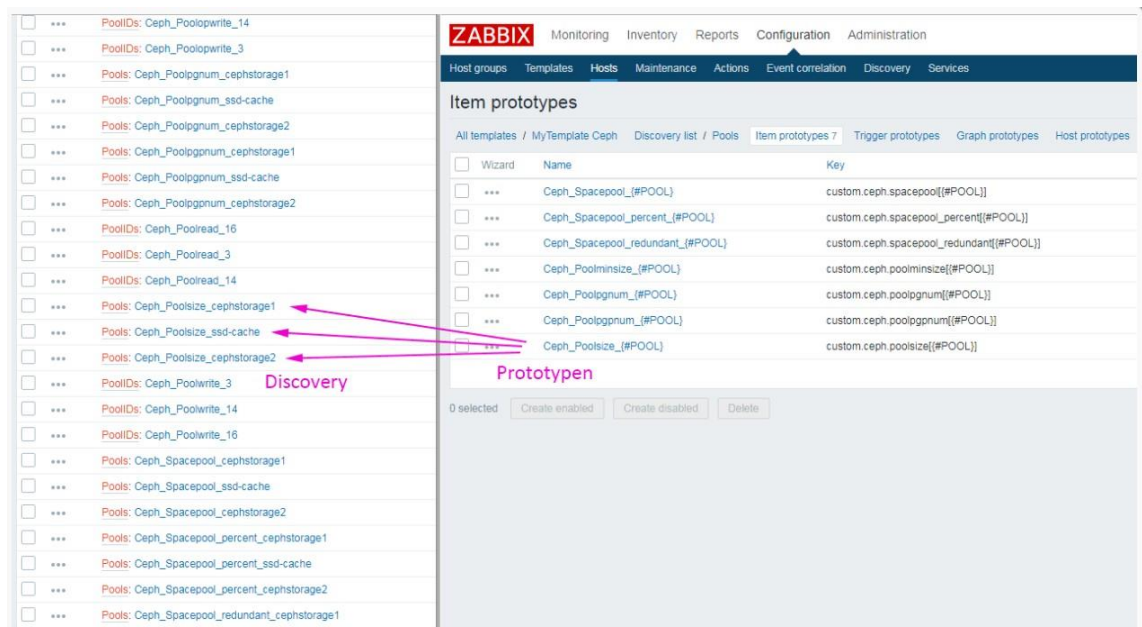 PoolIDs: Ceph_Poolopwrite_14
PoolIDs: Ceph_Poolopwrite_3
Pools: Ceph_Poolpgnum_cephstorage1
Pools: Ceph_Poolpgnum_ssd-cache
Pools: Ceph_Poolpgnum_cephstorage2
Pools: Ceph_Poolpgpnum_cephstorage1
Pools: Ceph_Poolpgpnum_ssd-cache
Pools: Ceph_Poolpgpnum_cephstorage2
PoolIDs: Ceph_Poolread_16
PoolIDs: Ceph_Poolread_3
PoolIDs: Ceph_Poolread_14
Pools: Ceph_Poolsize_cephstorage1
Pools: Ceph_Poolsize_ssd-cache
Pools: Ceph_Poolsize_cephstorage2
PoolIDs: Ceph_Poolwrite_3
Discovery
PoolIDs: Ceph_Poolwrite_14
PoolIDs: Ceph_Poolwrite_16
Pools: Ceph_Spacepool_cephstorage1
Pools: Ceph_Spacepool_ssd-cache
Pools: Ceph_Spacepool_cephstorage2
Pools: Ceph_Spacepool_percent_cephstorage1
Pools: Ceph_Spacepool_percent_ssd-cache
Pools: Ceph_Spacepool_percent_cephstorage2
Pools: Ceph_Spacepool_redundant_cephstorage1
ZABBIX Monitoring Inventory Reports Configuration Administration
Host groups Templates Hosts Maintenance Actions Event correlation Discovery Services
Item prototypes
All templates / MyTemplate Ceph Discovery list / Pools Item prototypes 7 Trigger prototypes Graph prototypes Host prototypes
Wizard Name Key
Ceph_Spacepool_{#POOL} custom.ceph.spacepool[{#POOL}]
Ceph_Spacepool_percent_{#POOL} custom.ceph.spacepool_percent[{#POOL}]
Ceph_Spacepool_redundant_{#POOL} custom.ceph.spacepool_redundant[{#POOL}]
Ceph_Poolminsize_{#POOL} custom.ceph.poolminsize[{#POOL}]
Ceph_Poolpgnum_{#POOL} custom.ceph.poolpgnum[{#POOL}]
Ceph_Poolpgpnum_{#POOL} custom.ceph.poolpgpnum[{#POOL}]
Ceph_Poolsize_{#POOL} custom.ceph.poolsize[{#POOL}]
Prototypen
0 selected Create enabled Create disabled Delete